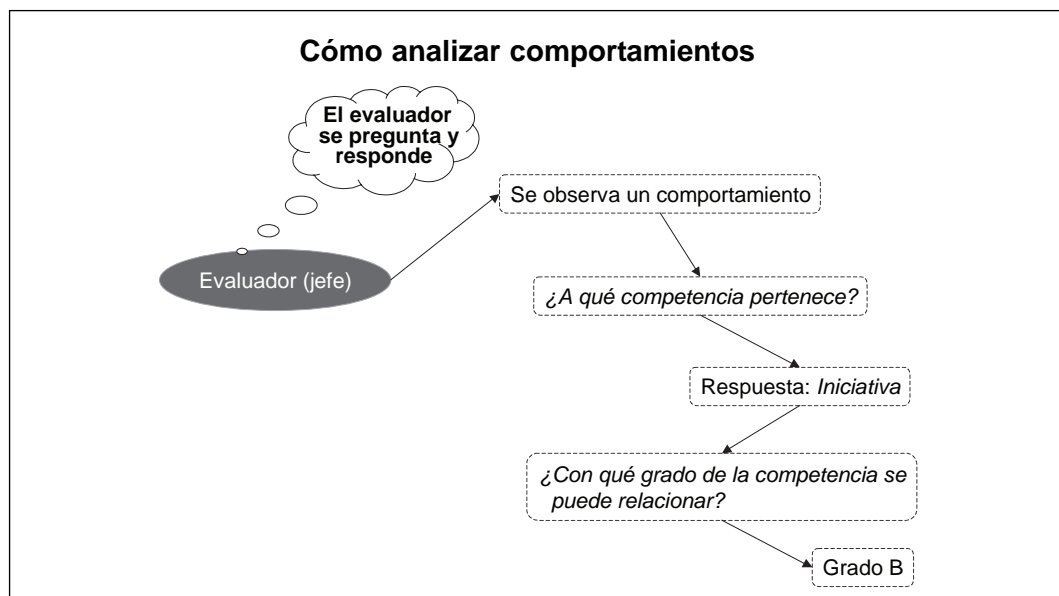 Cómo analizar comportamientos
El evaluador
se pregunta y
responde
Se observa un comportamiento
Evaluador (jefe)
¿A qué competencia pertenece?
Respuesta: Iniciativa
¿Con qué grado de la competencia se
puede relacionar?
Grado B